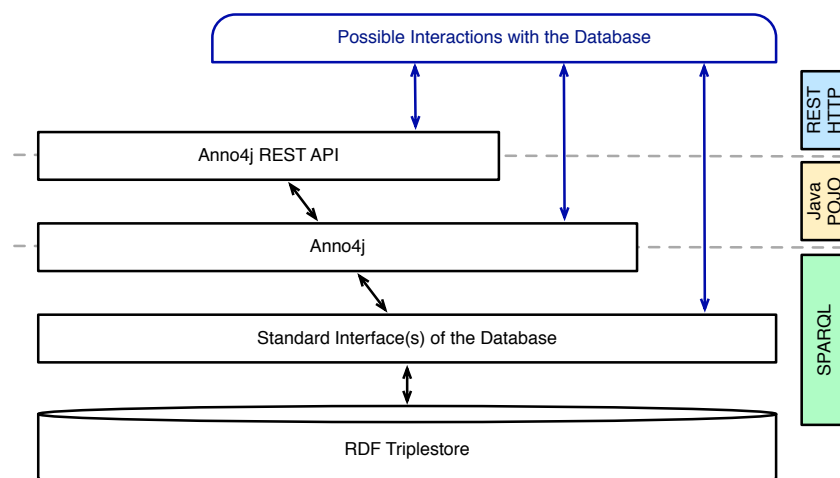 Possible Interactions with the Database
REST
HTTP
Anno4j REST API
Java
POJO
Anno4j
SPARQL
Standard Interface(s) of the Database
RDF Triplestore